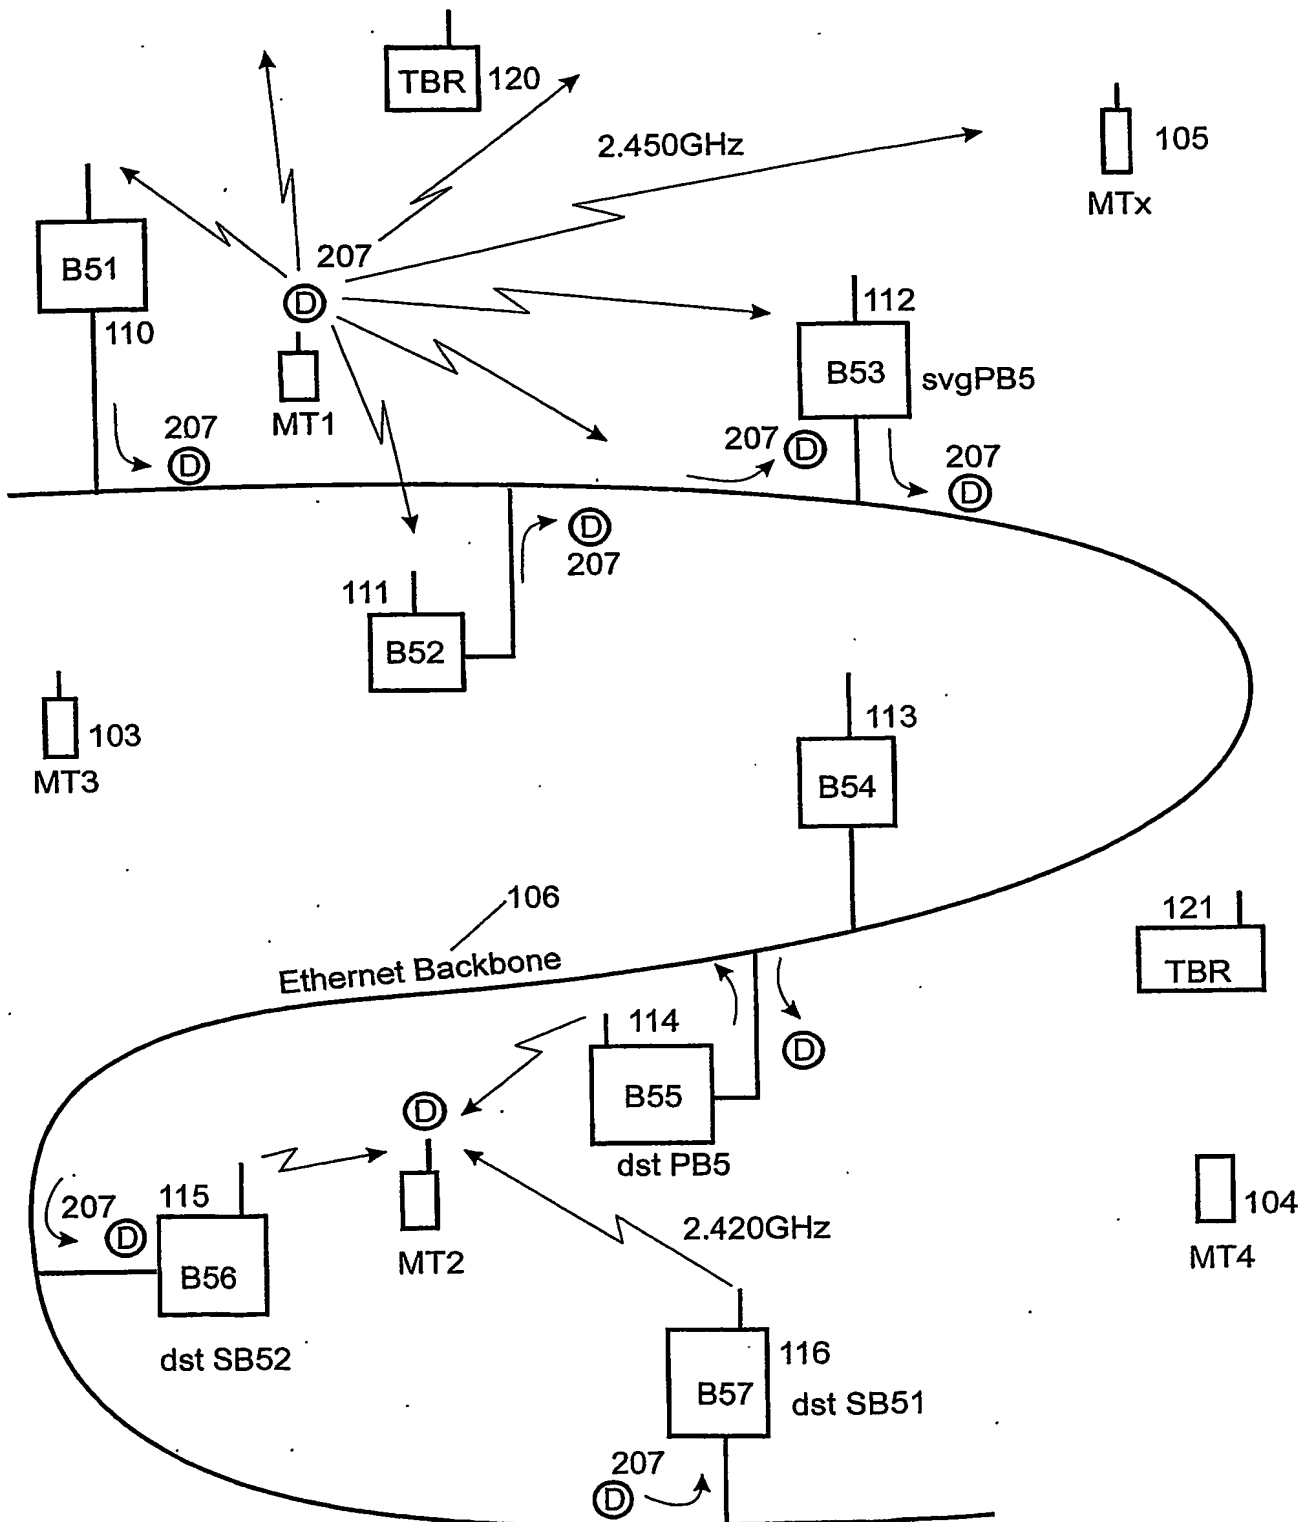 TBR 120
2.450GHz
105
MTx
B51
207
D
110
MT1
112
B53
svgPB5
207
D
207
D
207
D
D
207
111
B52
103
MT3
113
B54
106
Ethernet Backbone
121
TBR
114
D
B55
dst PB5
D
MT2
207
D
115
B56
dst SB52
2.420GHz
104
MT4
116
B57
dst SB51
207
D